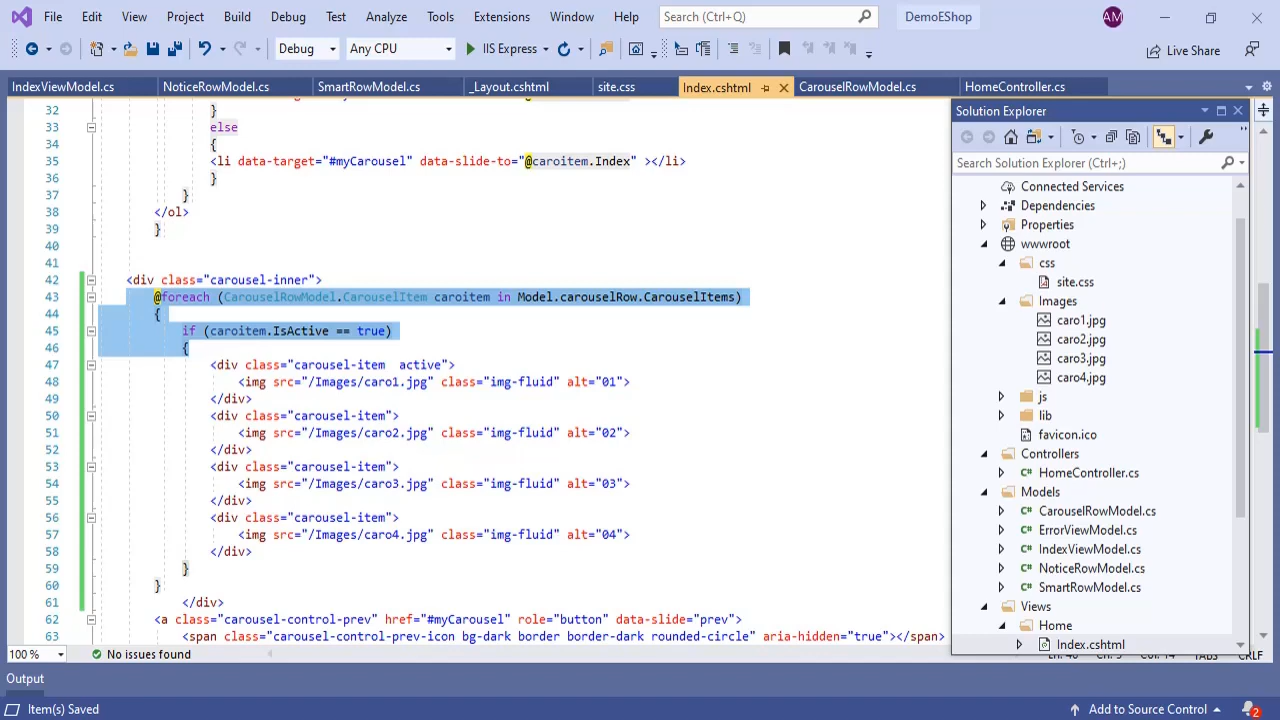 File Edit View Project Build Debug Test Analyze Tools Extensions Window Help Search (Ctrl+Q) DemoEShop AM
Debug Any CPU IIS Express Live Share
IndexViewModel.cs NoticeRowModel.cs SmartRowModel.cs _Layout.cshtml site.css Index.cshtml CarouselRowModel.cs HomeController.cs
32 }
33 else
34 {
35 <li data-target="#myCarousel" data-slide-to="@caroitem.Index" ></li>
36 }
37 }
38 </ol>
39 }
40
41
42 <div class="carousel-inner">
43 @foreach (CarouselRowModel.CarouselItem caroitem in Model.carouselRow.CarouselItems)
44 {
45 if (caroitem.IsActive == true)
46 {
47 <div class="carousel-item  active">
48 <img src="/Images/caro1.jpg" class="img-fluid" alt="01">
49 </div>
50 <div class="carousel-item">
51 <img src="/Images/caro2.jpg" class="img-fluid" alt="02">
52 </div>
53 <div class="carousel-item">
54 <img src="/Images/caro3.jpg" class="img-fluid" alt="03">
55 </div>
56 <div class="carousel-item">
57 <img src="/Images/caro4.jpg" class="img-fluid" alt="04">
58 </div>
59 }
60 }
61 </div>
62 <a class="carousel-control-prev" href="#myCarousel" role="button" data-slide="prev">
63 <span class="carousel-control-prev-icon bg-dark border border-dark rounded-circle" aria-hidden="true"></span>
Solution Explorer
Search Solution Explorer (Ctrl+;)
Connected Services
Dependencies
Properties
wwwroot
css
site.css
Images
caro1.jpg
caro2.jpg
caro3.jpg
caro4.jpg
js
lib
favicon.ico
Controllers
HomeController.cs
Models
CarouselRowModel.cs
ErrorViewModel.cs
IndexViewModel.cs
NoticeRowModel.cs
SmartRowModel.cs
Views
Home
Index.cshtml
100 % No issues found
Output
Item(s) Saved Add to Source Control 2